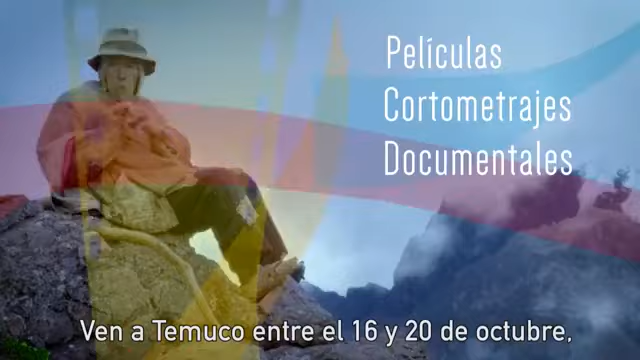 Películas
Cortometrajes
Documentales
Ven a Temuco entre el 16 y 20 de octubre,